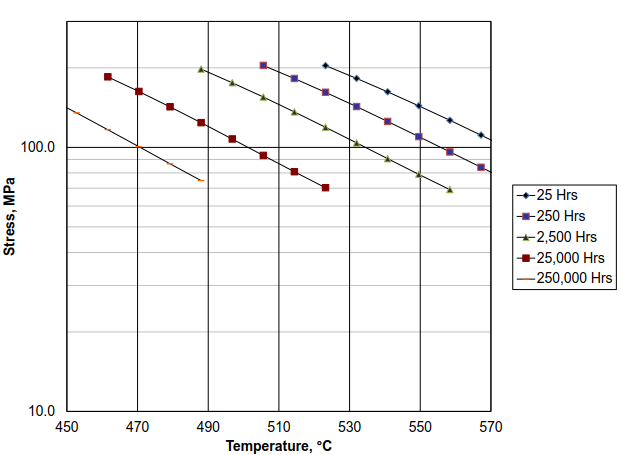 100.0
10.0
Stress, MPa
450 470 490 510 530 550 570
Temperature, °C
25 Hrs
250 Hrs
2,500 Hrs
25,000 Hrs
250,000 Hrs